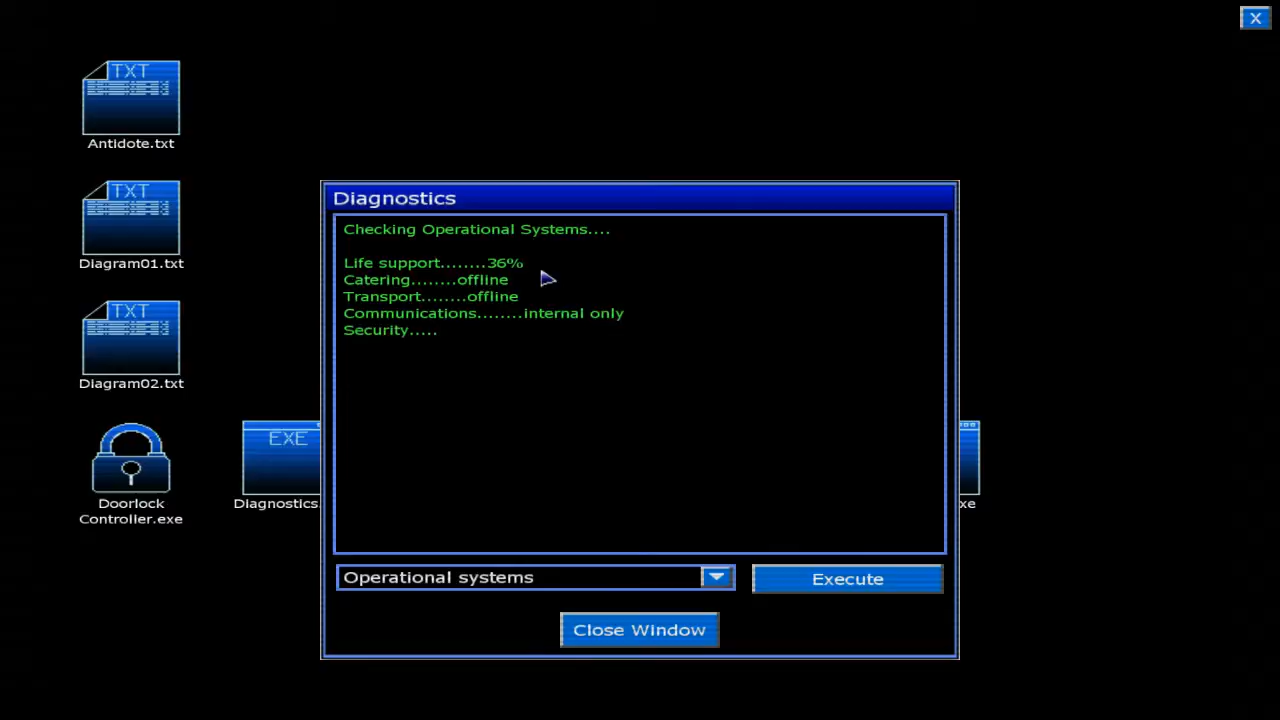 X
TXT
Antidote.txt
TXT
Diagram01.txt
TXT
Diagram02.txt
Doorlock
Controller.exe
EXE
Diagnostics.
xe
Diagnostics
Checking Operational Systems....
Life support........36%
Catering........offline
Transport........offline
Communications........internal only
Security.....
Operational systems
Execute
Close Window